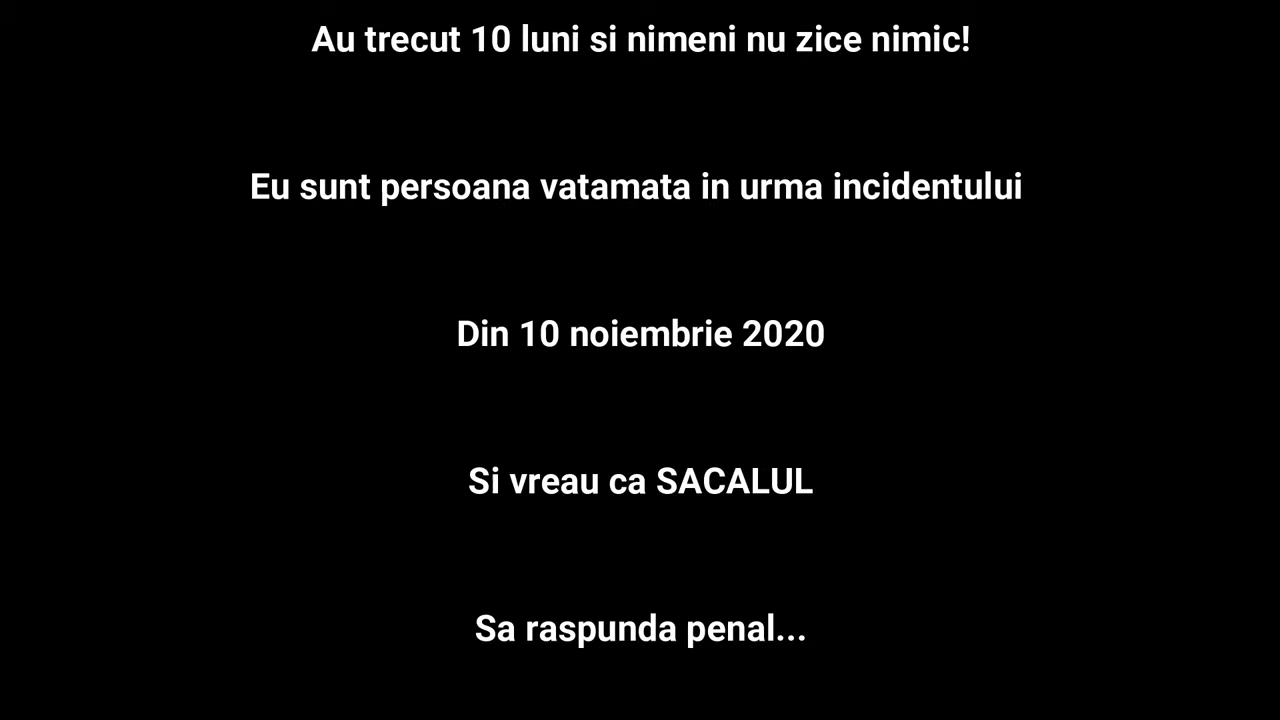 Au trecut 10 luni si nimeni nu zice nimic!
Eu sunt persoana vatamata in urma incidentului
Din 10 noiembrie 2020
Si vreau ca SACALUL
Sa raspunda penal...